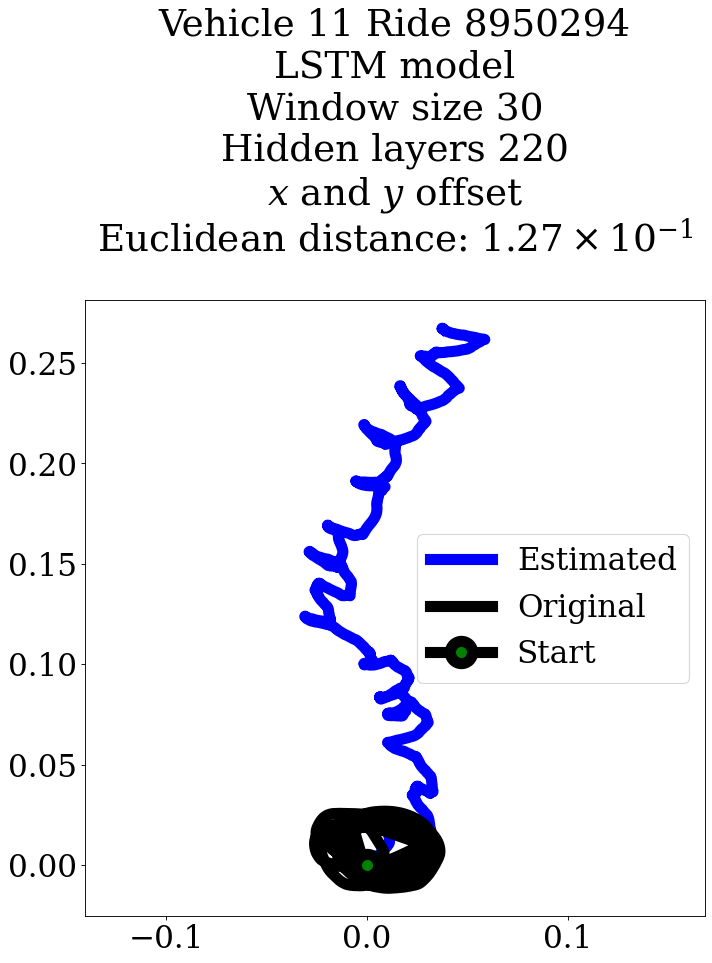 Vehicle 11 Ride 8950294
LSTM model
Window size 30
Hidden layers 220
x and y offset
Euclidean distance: 1.27 × 10⁻¹
0.25
0.20
0.15
0.10
0.05
0.00
Estimated
Original
Start
−0.1
0.0
0.1